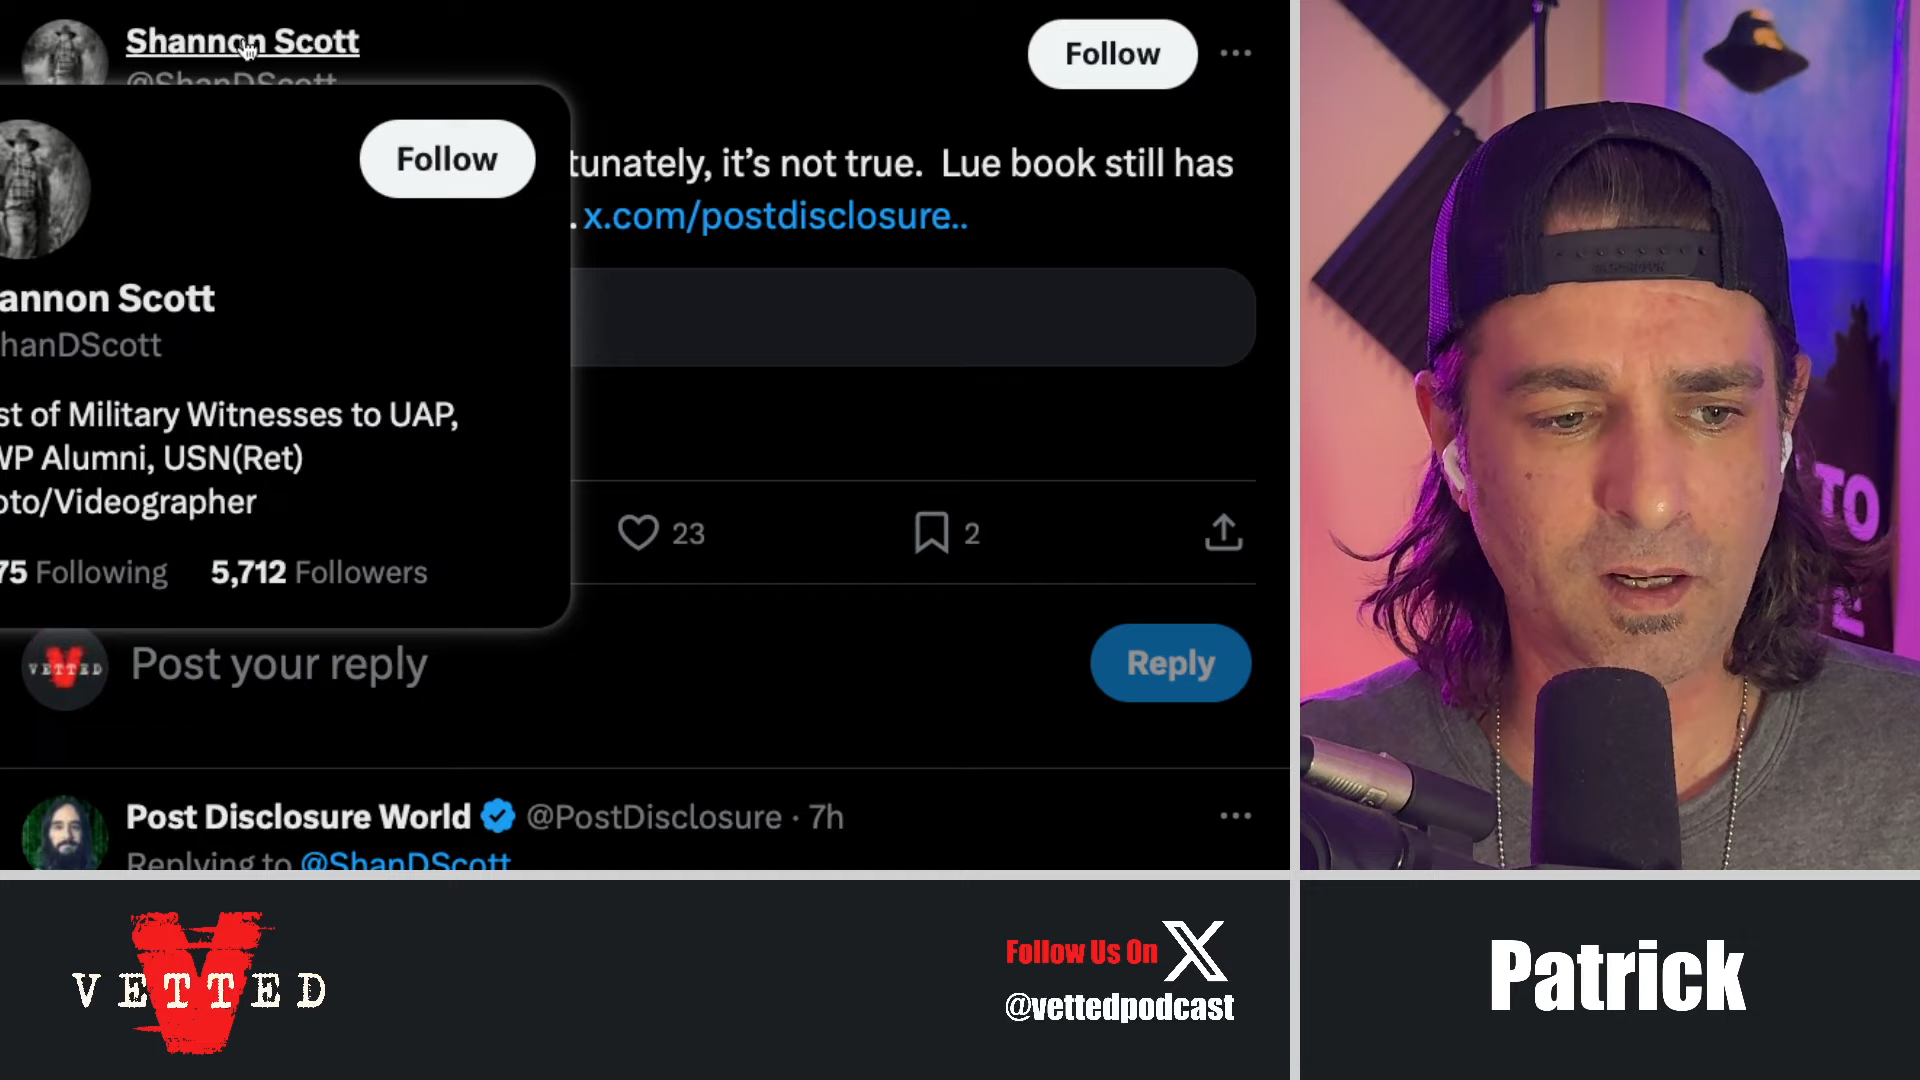 Shannon Scott
@ShanDScott
Follow
Follow
tunately, it's not true. Lue book still has
. x.com/postdisclosure..
annon Scott
hanDScott
st of Military Witnesses to UAP,
WP Alumni, USN(Ret)
oto/Videographer
75 Following 5,712 Followers
23
2
VETTED
Post your reply
Reply
Post Disclosure World @PostDisclosure · 7h
Replying to @ShanDScott
TO
VETTED
Follow Us On X
@vettedpodcast
Patrick